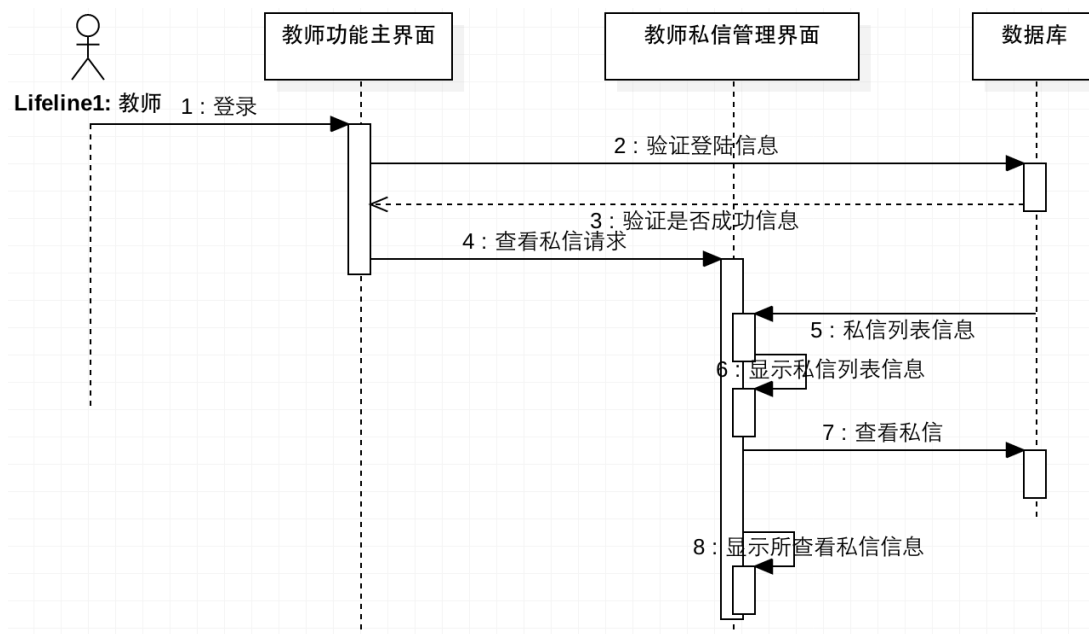 教师功能主界面
教师私信管理界面
数据库
Lifeline1: 教师
1 : 登录
2 : 验证登陆信息
3 : 验证是否成功信息
4 : 查看私信请求
5 : 私信列表信息
6 : 显示私信列表信息
7 : 查看私信
8 : 显示所查看私信信息